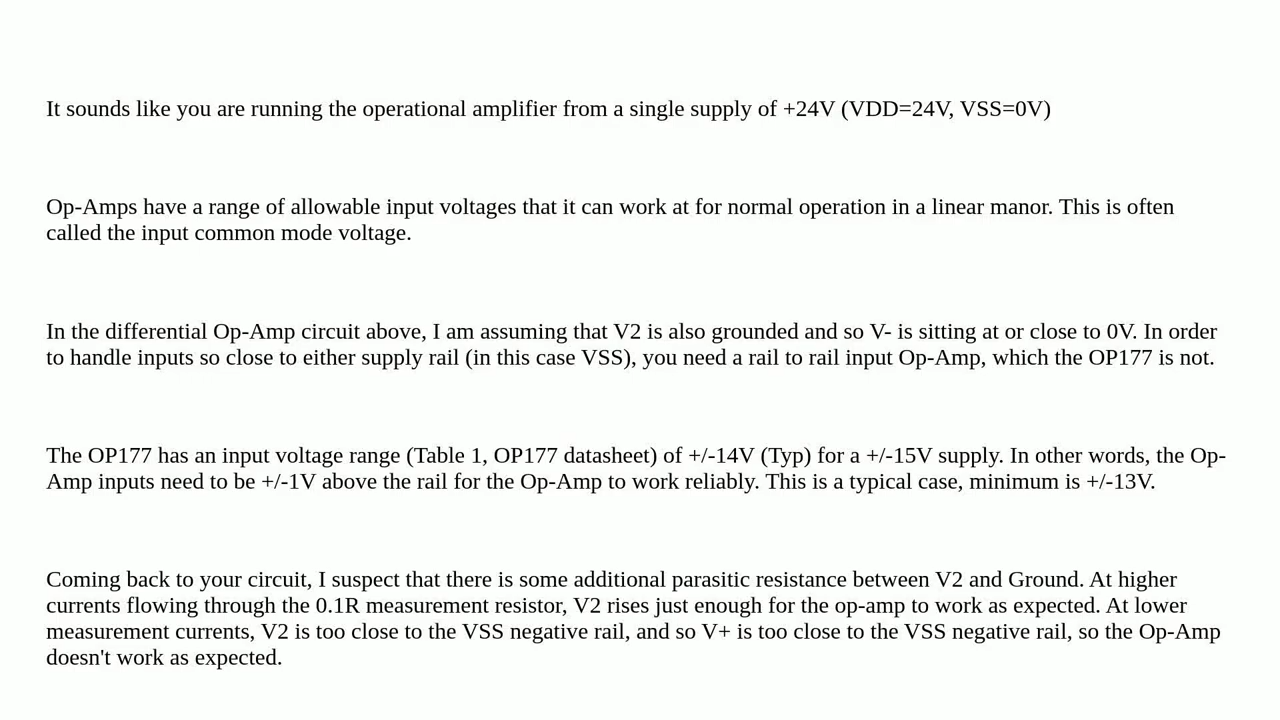 It sounds like you are running the operational amplifier from a single supply of +24V (VDD=24V, VSS=0V)
Op-Amps have a range of allowable input voltages that it can work at for normal operation in a linear manor. This is often
called the input common mode voltage.
In the differential Op-Amp circuit above, I am assuming that V2 is also grounded and so V- is sitting at or close to 0V. In order
to handle inputs so close to either supply rail (in this case VSS), you need a rail to rail input Op-Amp, which the OP177 is not.
The OP177 has an input voltage range (Table 1, OP177 datasheet) of +/-14V (Typ) for a +/-15V supply. In other words, the Op-
Amp inputs need to be +/-1V above the rail for the Op-Amp to work reliably. This is a typical case, minimum is +/-13V.
Coming back to your circuit, I suspect that there is some additional parasitic resistance between V2 and Ground. At higher
currents flowing through the 0.1R measurement resistor, V2 rises just enough for the op-amp to work as expected. At lower
measurement currents, V2 is too close to the VSS negative rail, and so V+ is too close to the VSS negative rail, so the Op-Amp
doesn't work as expected.